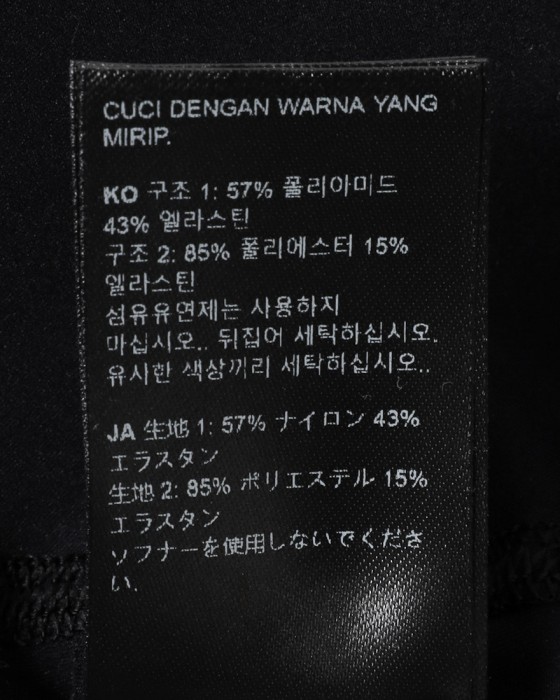 CUCI DENGAN WARNA YANG
MIRIP.
KO 구조 1: 57% 폴리아미드
43% 엘라스틴
구조 2: 85% 폴리에스터 15%
엘라스틴
섬유유연제는 사용하지
마십시오.. 뒤집어 세탁하십시오.
유시한 색상끼리 세탁하십시오..
JA 生地 1: 57% ナイロン 43%
エラスタン
生地 2: 85% ポリエステル 15%
エラスタン
ソフナーを使用しないでくださ
い.